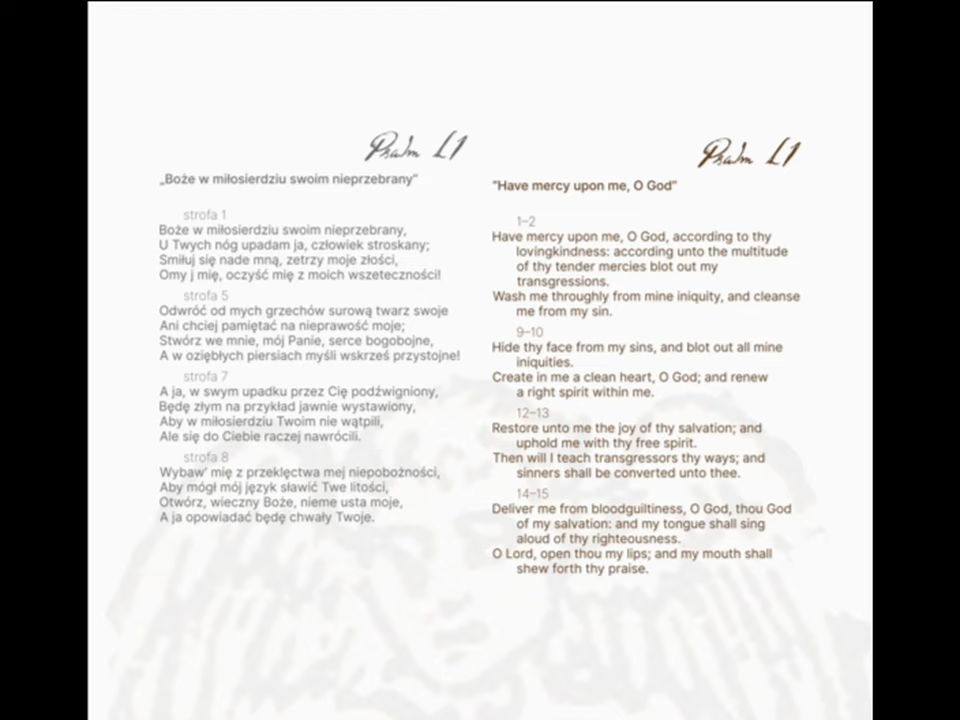 Psalm L1
„Boże w miłosierdziu swoim nieprzebrany”
strofa 1
Boże w miłosierdziu swoim nieprzebrany,
U Twych nóg upadam ja, człowiek stroskany;
Smiłuj się nade mną, zetrzy moje złości,
Omy j mię, oczyść mię z moich wszeteczności!
strofa 5
Odwróć od mych grzechów surową twarz swoje
Ani chciej pamiętać na nieprawość moje;
Stwórz we mnie, mój Panie, serce bogobojne,
A w oziębłych piersiach myśli wskrześ przystojne!
strofa 7
A ja, w swym upadku przez Cię podźwigniony,
Będę złym na przykład jawnie wystawiony,
Aby w miłosierdziu Twoim nie wątpili,
Ale się do Ciebie raczej nawrócili.
strofa 8
Wybaw’ mię z przeklęctwa mej niepobożności,
Aby mógł mój język sławić Twe litości,
Otwórz, wieczny Boże, nieme usta moje,
A ja opowiadać będę chwały Twoje.
Psalm L1
"Have mercy upon me, O God"
1–2
Have mercy upon me, O God, according to thy
lovingkindness: according unto the multitude
of thy tender mercies blot out my
transgressions.
Wash me throughly from mine iniquity, and cleanse
me from my sin.
9–10
Hide thy face from my sins, and blot out all mine
iniquities.
Create in me a clean heart, O God; and renew
a right spirit within me.
12–13
Restore unto me the joy of thy salvation; and
uphold me with thy free spirit.
Then will I teach transgressors thy ways; and
sinners shall be converted unto thee.
14–15
Deliver me from bloodguiltiness, O God, thou God
of my salvation: and my tongue shall sing
aloud of thy righteousness.
O Lord, open thou my lips; and my mouth shall
shew forth thy praise.